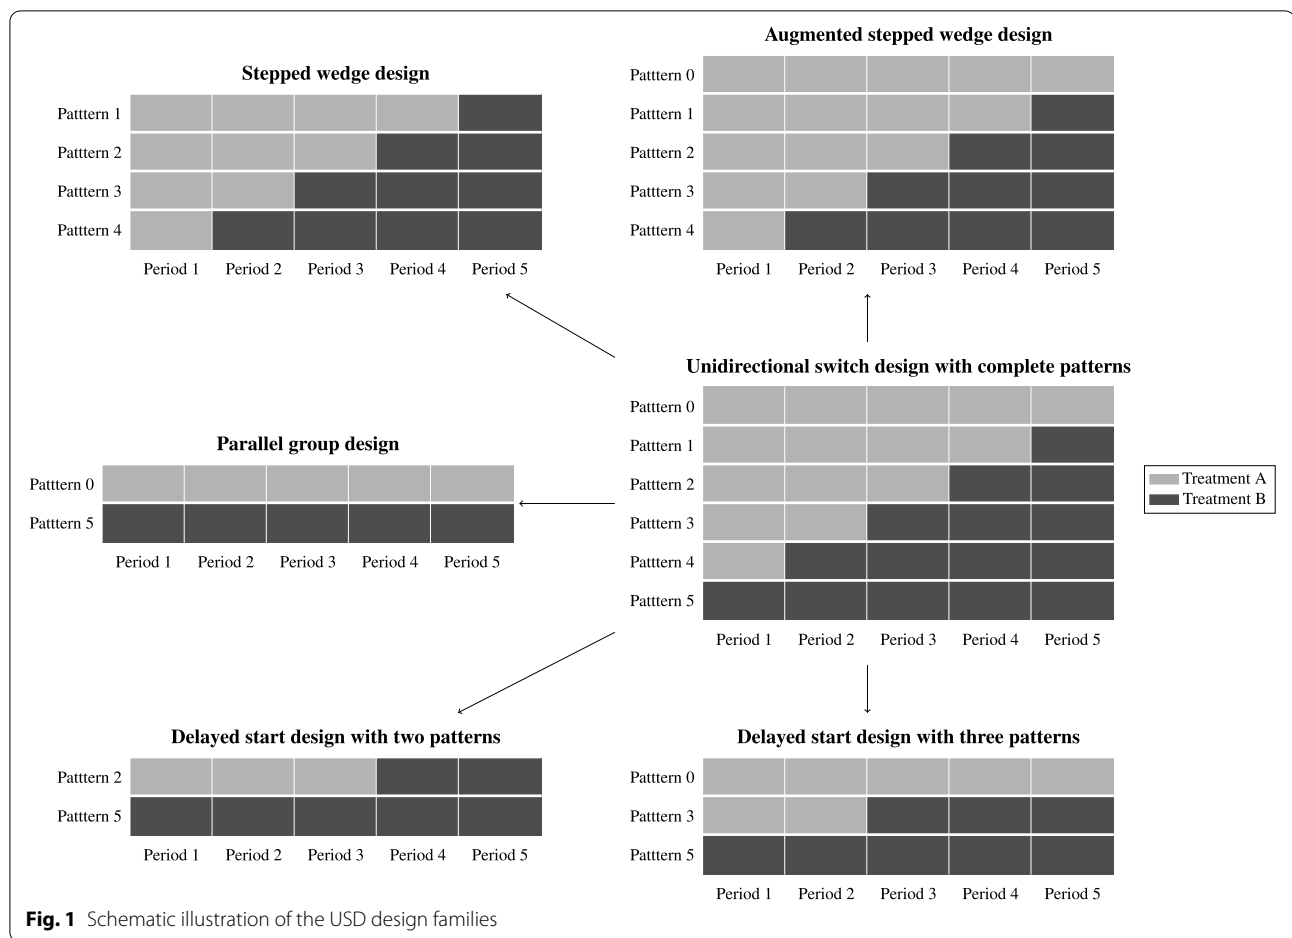 Stepped wedge design
Patttern 1
Patttern 2
Patttern 3
Patttern 4
Period 1 Period 2 Period 3 Period 4 Period 5
Augmented stepped wedge design
Patttern 0
Patttern 1
Patttern 2
Patttern 3
Patttern 4
Period 1 Period 2 Period 3 Period 4 Period 5
Parallel group design
Patttern 0
Patttern 5
Period 1 Period 2 Period 3 Period 4 Period 5
Unidirectional switch design with complete patterns
Patttern 0
Patttern 1
Patttern 2
Patttern 3
Patttern 4
Patttern 5
Period 1 Period 2 Period 3 Period 4 Period 5
Treatment A
Treatment B
Delayed start design with two patterns
Patttern 2
Patttern 5
Period 1 Period 2 Period 3 Period 4 Period 5
Delayed start design with three patterns
Patttern 0
Patttern 3
Patttern 5
Period 1 Period 2 Period 3 Period 4 Period 5
Fig. 1 Schematic illustration of the USD design families